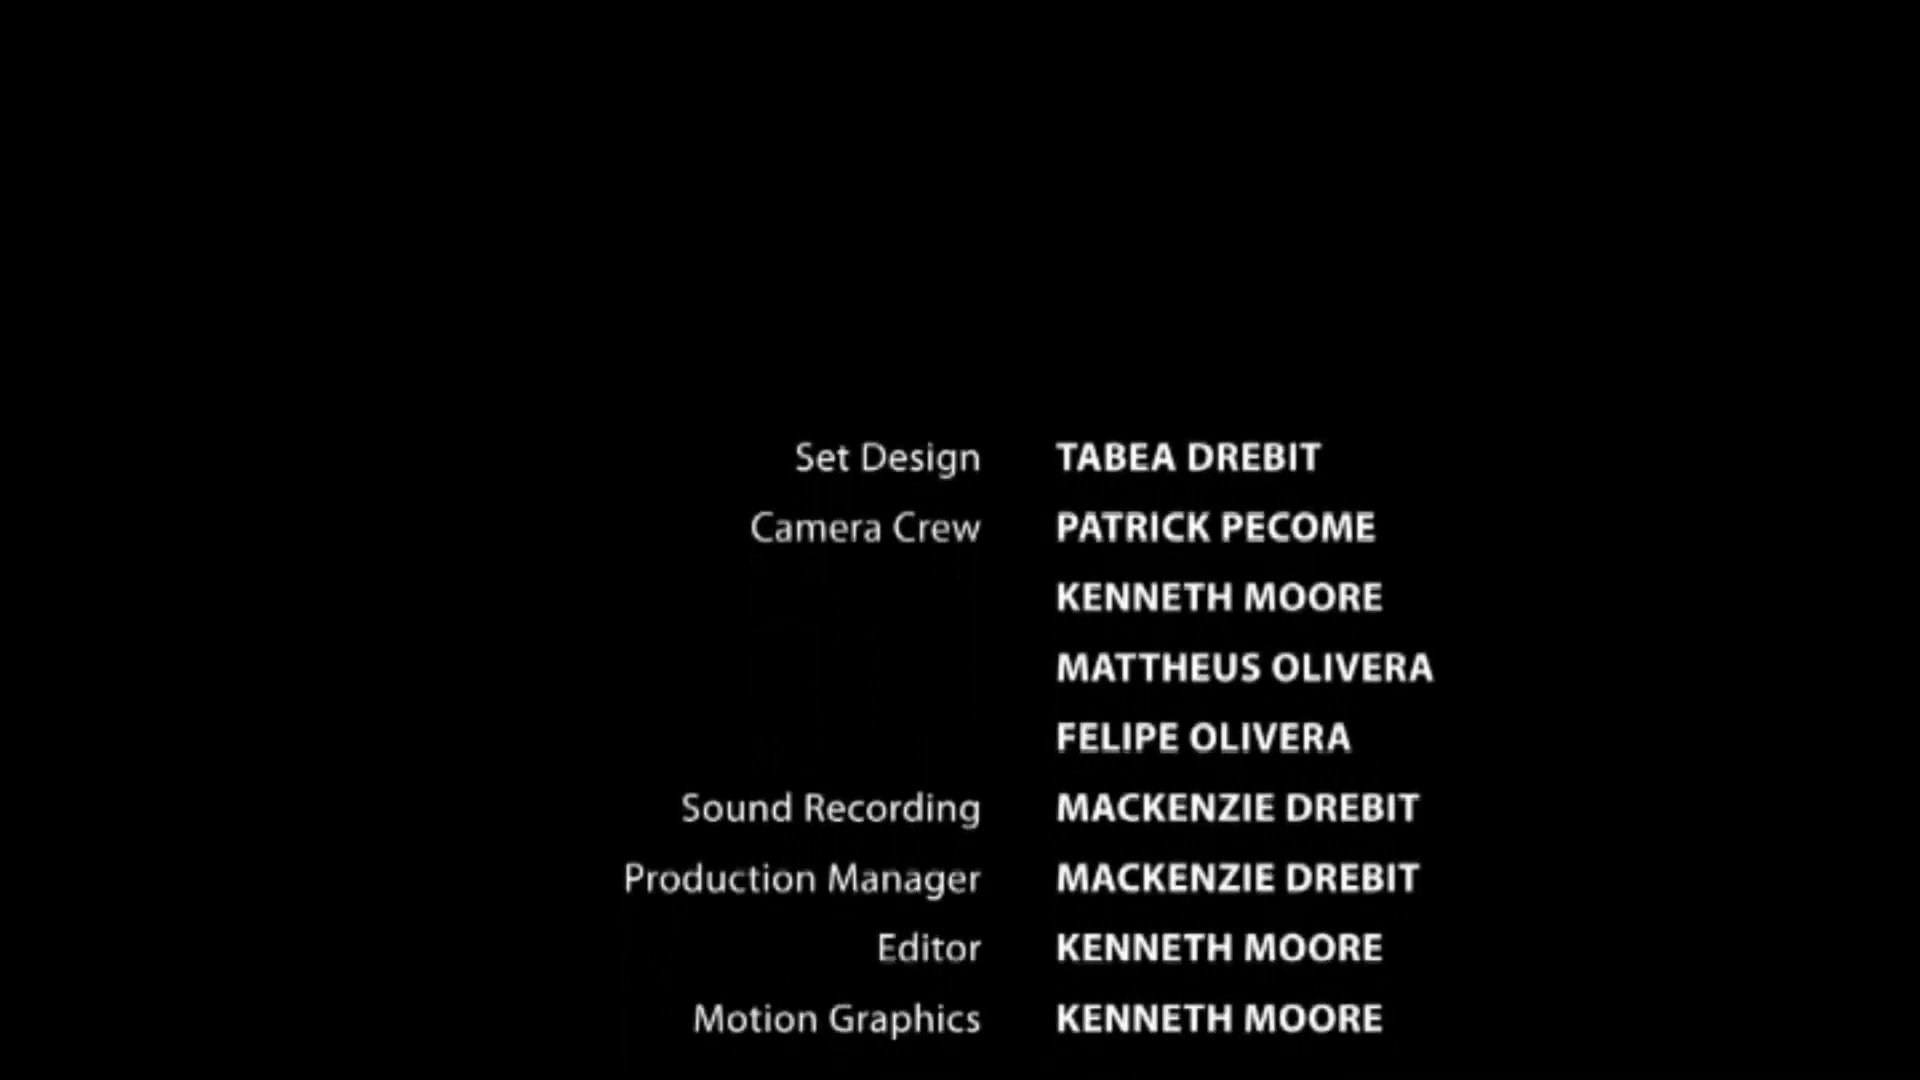 Set Design TABEA DREBIT
Camera Crew PATRICK PECOME
KENNETH MOORE
MATTHEUS OLIVERA
FELIPE OLIVERA
Sound Recording MACKENZIE DREBIT
Production Manager MACKENZIE DREBIT
Editor KENNETH MOORE
Motion Graphics KENNETH MOORE